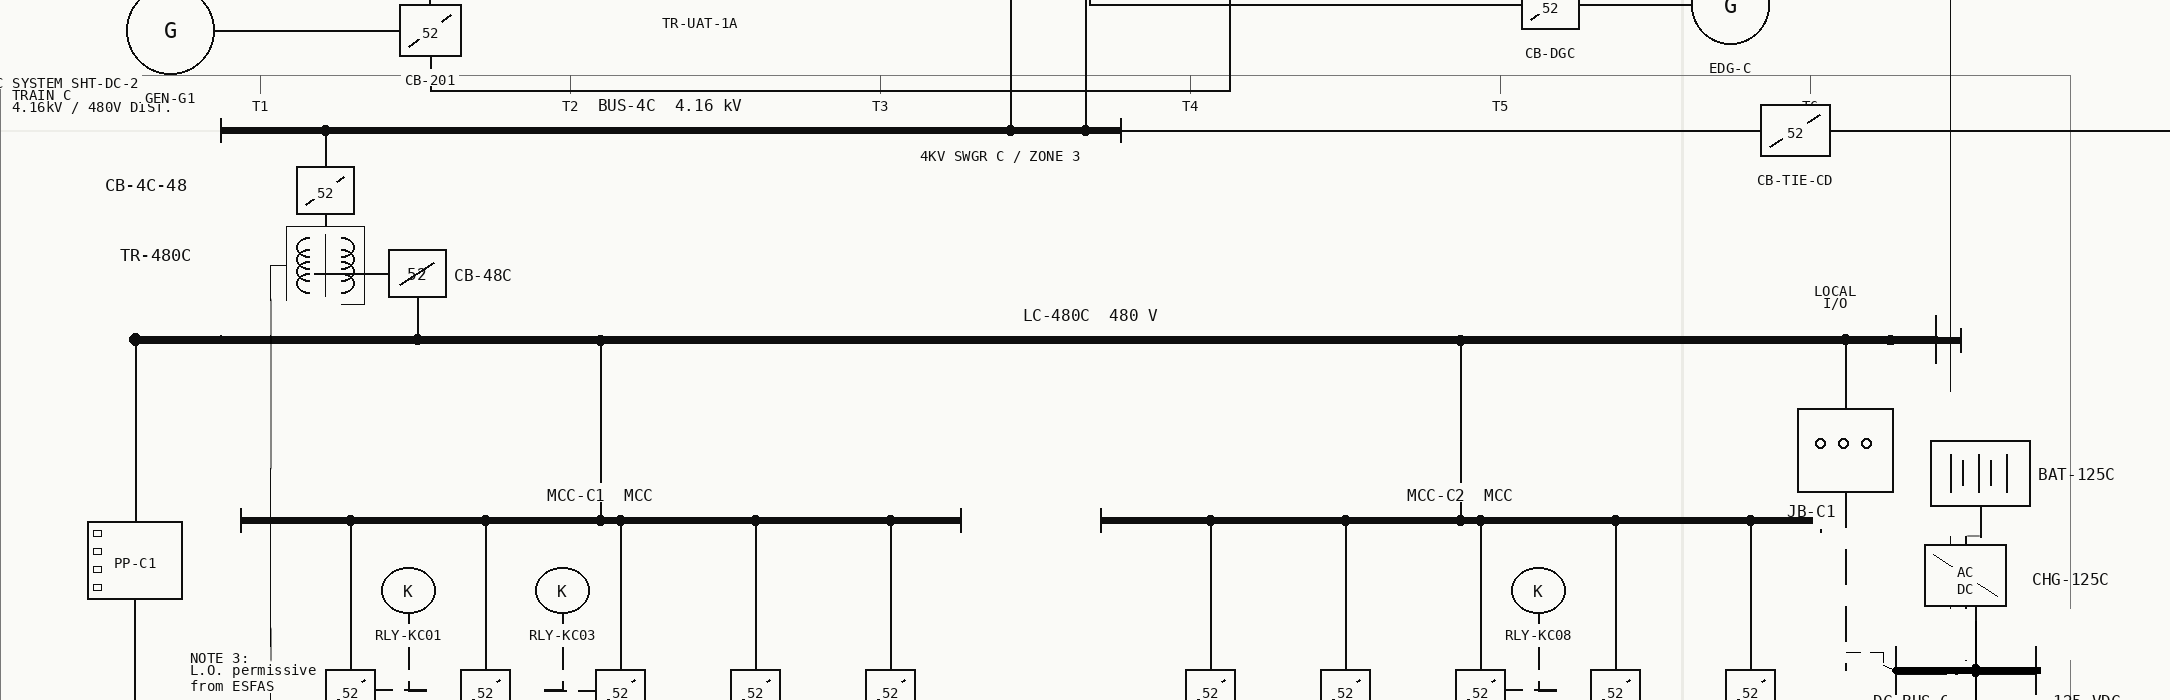 G
52
CB-201
TR-UAT-1A
52
CB-DGC
G
EDG-C
SYSTEM SHT-DC-2
TRAIN C
4.16kV / 480V DIST.
GEN-G1
T1
T2
BUS-4C 4.16 kV
T3
T4
T5
52
CB-TIE-CD
4KV SWGR C / ZONE 3
CB-4C-48
52
TR-480C
52
CB-48C
LC-480C 480 V
LOCAL
I/O
BAT-125C
MCC-C1 MCC
MCC-C2 MCC
JB-C1
PP-C1
K
RLY-KC01
K
RLY-KC03
K
RLY-KC08
AC
DC
CHG-125C
NOTE 3:
L.O. permissive
from ESFAS
52
52
52
52
52
52
52
52
52
52